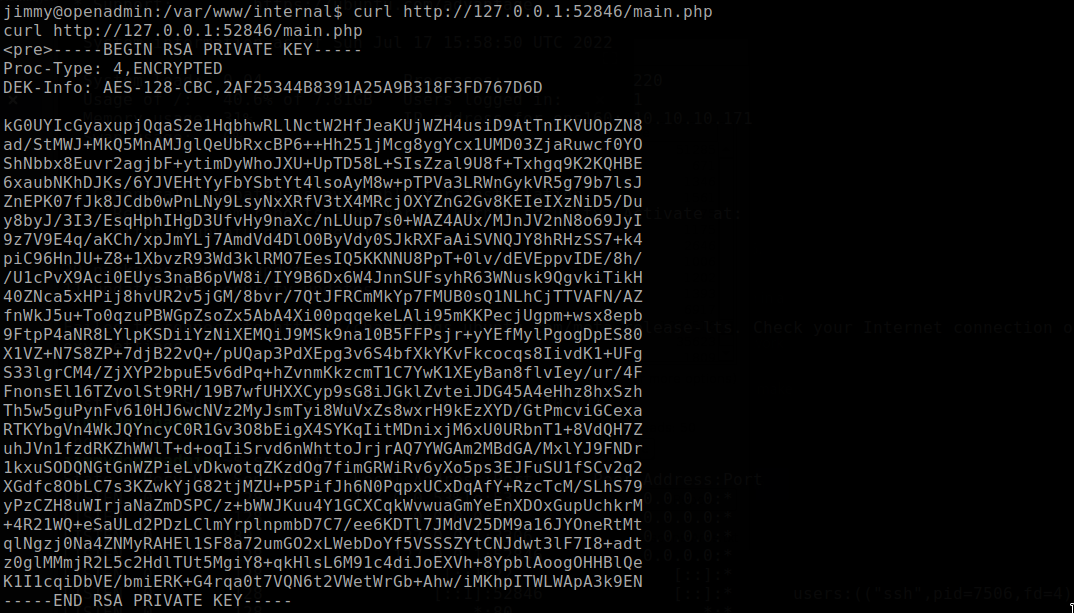 jimmy@openadmin:/var/www/internal$ curl http://127.0.0.1:52846/main.php
curl http://127.0.0.1:52846/main.php
<pre>-----BEGIN RSA PRIVATE KEY-----
Proc-Type: 4,ENCRYPTED
DEK-Info: AES-128-CBC,2AF25344B8391A25A9B318F3FD767D6D
kG0UYIcGyaxupjQqaS2e1HqbhwRLlNctW2HfJeaKUjWZH4usiD9AtTnIKVUOpZN8
ad/StMWJ+MkQ5MnAMJglQeUbRxcBP6++Hh251jMcg8ygYcx1UMD03ZjaRuwcf0YO
ShNbbx8Euvr2agjbF+ytimDyWhoJXU+UpTD58L+SIsZzal9U8f+Txhgq9K2KQHBE
6xaubNKhDJKs/6YJVEHtYyFbYSbtYt4lsoAyM8w+pTPVa3LRWnGykVR5g79b7lsJ
ZnEPK07fJk8JCdb0wPnLNy9LsyNxXRfV3tX4MRcjOXYZnG2Gv8KEIeIXzNiD5/Du
y8byJ/3I3/EsqHphIHgD3UfvHy9naXc/nLUup7s0+WAZ4AUx/MJnJV2nN8o69JyI
9z7V9E4q/aKCh/xpJmYLj7AmdVd4DlO0ByVdy0SJkRXFaAiSVNQJY8hRHzSS7+k4
piC96HnJU+Z8+1XbvzR93Wd3klRMO7EesIQ5KKNNU8PpT+0lv/dEVEppvIDE/8h/
/U1cPvX9Aci0EUys3naB6pVW8i/IY9B6Dx6W4JnnSUFsyhR63WNusk9QgvkiTikH
40ZNca5xHPij8hvUR2v5jGM/8bvr/7QtJFRCmMkYp7FMUB0sQ1NLhCjTTVAFN/AZ
fnWkJ5u+To0qzuPBWGpZsoZx5AbA4Xi00pqqekeLAli95mKKPecjUgpm+wsx8epb
9FtpP4aNR8LYlpKSDiiYzNiXEMQiJ9MSk9na10B5FFPsjr+yYEfMylPgogDpES80
X1VZ+N7S8ZP+7djB22vQ+/pUQap3PdXEpg3v6S4bfXkYKvFkcocqs8IivdK1+UFg
S33lgrCM4/ZjXYP2bpuE5v6dPq+hZvnmKkzcmT1C7YwK1XEyBan8flvIey/ur/4F
FnonsEl16TZvolSt9RH/19B7wfUHXXCyp9sG8iJGklZvteiJDG45A4eHhz8hxSzh
Th5w5guPynFv610HJ6wcNVz2MyJsmTyi8WuVxZs8wxrH9kEzXYD/GtPmcviGCexa
RTKYbgVn4WkJQYncyC0R1Gv3O8bEigX4SYKqIitMDnixjM6xU0URbnT1+8VdQH7Z
uhJVn1fzdRKZhWWlT+d+oqIiSrvd6nWhttoJrjrAQ7YWGAm2MBdGA/MxlYJ9FNDr
1kxuSODQNGtGnWZPieLvDkwotqZKzdOg7fimGRWiRv6yXo5ps3EJFuSU1fSCv2q2
XGdfc8ObLC7s3KZwkYjG82tjMZU+P5PifJh6N0PqpxUCxDqAfY+RzcTcM/SLhS79
yPzCZH8uWIrjaNaZmDSPC/z+bWWJKuu4Y1GCXCqkWvwuaGmYeEnXDOxGupUchkrM
+4R21WQ+eSaULd2PDzLClmYrplnpmbD7C7/ee6KDTl7JMdV25DM9a16JYOneRtMt
qlNgzj0Na4ZNMyRAHEl1SF8a72umGO2xLWebDoYf5VSSSZYtCNJdwt3lF7I8+adt
z0glMMmjR2L5c2HdlTUt5MgiY8+qkHlsL6M91c4diJoEXVh+8YpblAoogOHHBlQe
K1I1cqiDbVE/bmiERK+G4rqa0t7VQN6t2VWetWrGb+Ahw/iMKhpITWLWApA3k9EN
-----END RSA PRIVATE KEY-----